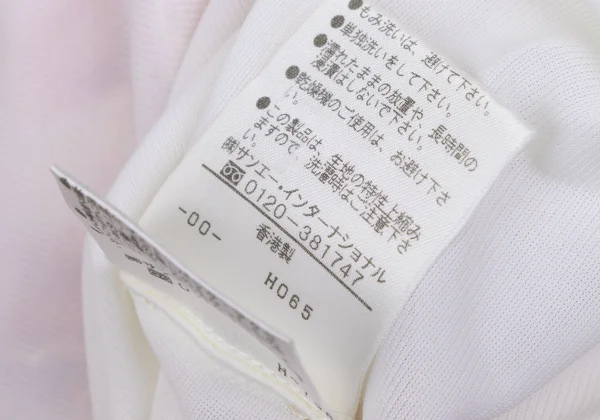 ●もみ洗いは、避けて下さい。
●単独洗いをして下さい。
●濡れたままの放置や、長時間の
浸漬はしないで下さい。
●乾燥機のご使用は、お避け下さ
い。
●この製品は、生地の特性上縮み
ますので、洗濯時はご注意下さ
い。
㈱サンエー・インターナショナル
0120-381747
-00-
香港製
H065